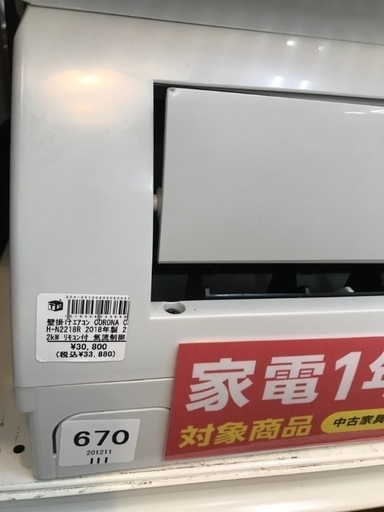 壁掛けエアコン CORONA C
H-N2218R 2018年製 2
2kW リモコン付 気流制御
¥30,800
(税込¥33,880)
670
201211
家電1年
対象商品
中古家具